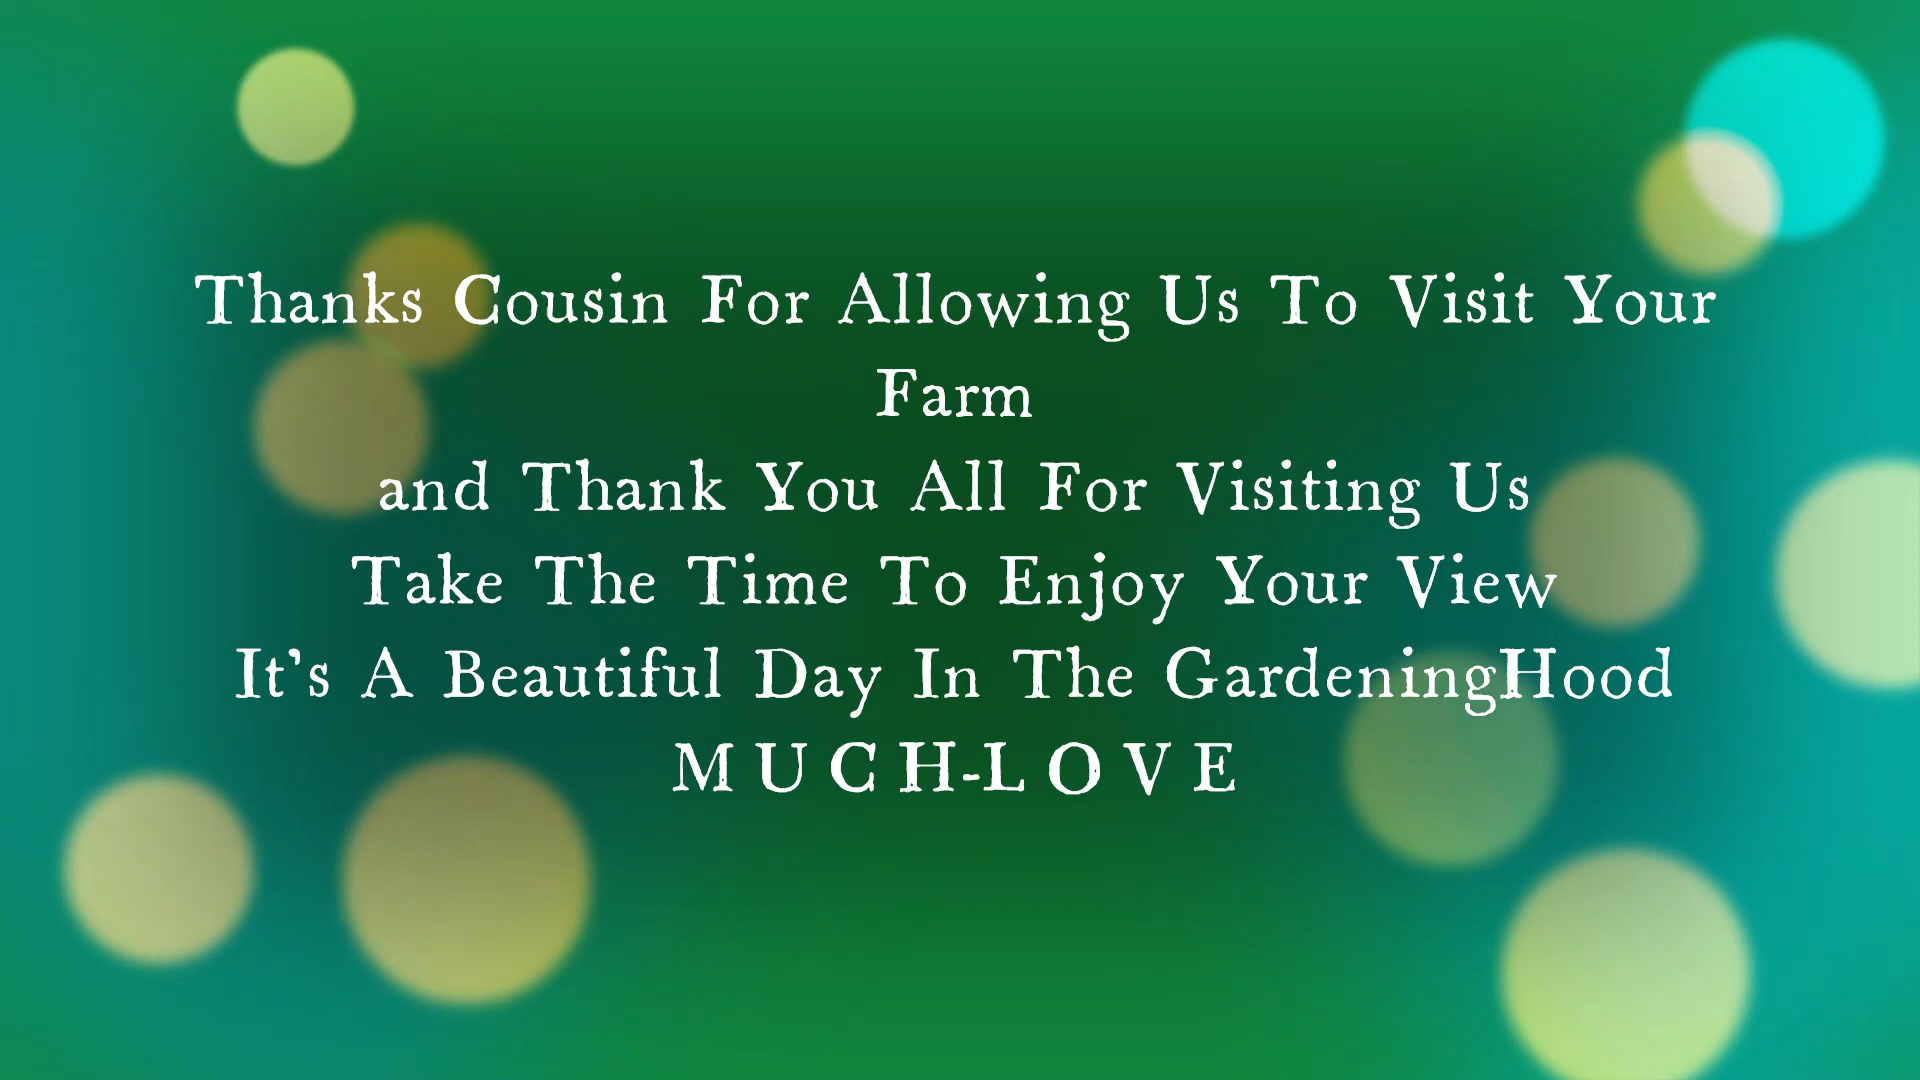 Thanks Cousin For Allowing Us To Visit Your
Farm
and Thank You All For Visiting Us
Take The Time To Enjoy Your View
It's A Beautiful Day In The GardeningHood
M U C H-L O V E